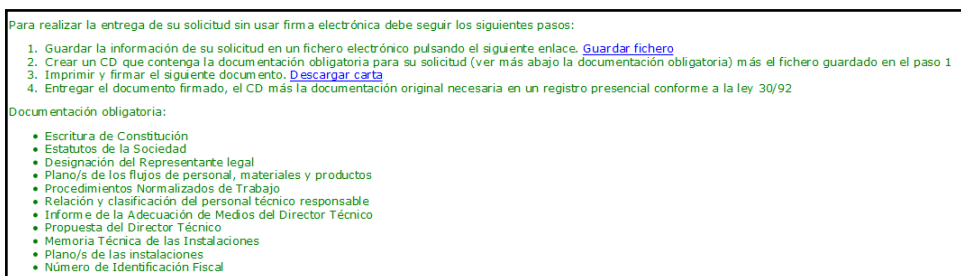 Para realizar la entrega de su solicitud sin usar firma electrónica debe seguir los siguientes pasos:
1. Guardar la información de su solicitud en un fichero electrónico pulsando el siguiente enlace. Guardar fichero
2. Crear un CD que contenga la documentación obligatoria para su solicitud (ver más abajo la documentación obligatoria) más el fichero guardado en el paso 1
3. Imprimir y firmar el siguiente documento. Descargar carta
4. Entregar el documento firmado, el CD más la documentación original necesaria en un registro presencial conforme a la ley 30/92
Documentación obligatoria:
• Escritura de Constitución
• Estatutos de la Sociedad
• Designación del Representante legal
• Plano/s de los flujos de personal, materiales y productos
• Procedimientos Normalizados de Trabajo
• Relación y clasificación del personal técnico responsable
• Informe de la Adecuación de Medios del Director Técnico
• Propuesta del Director Técnico
• Memoria Técnica de las Instalaciones
• Plano/s de las instalaciones
• Número de Identificación Fiscal